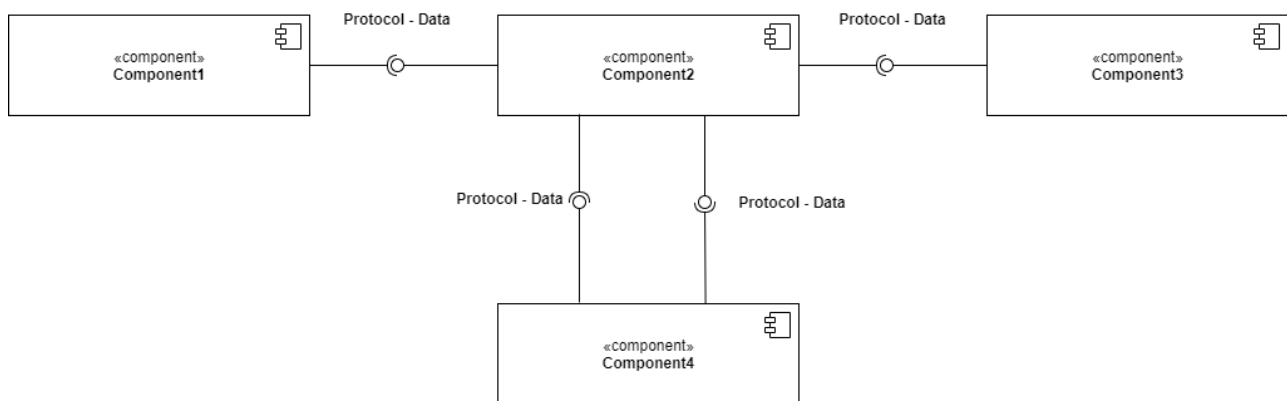 Protocol - Data
Protocol - Data
«component»
Component1
«component»
Component2
«component»
Component3
Protocol - Data
Protocol - Data
«component»
Component4